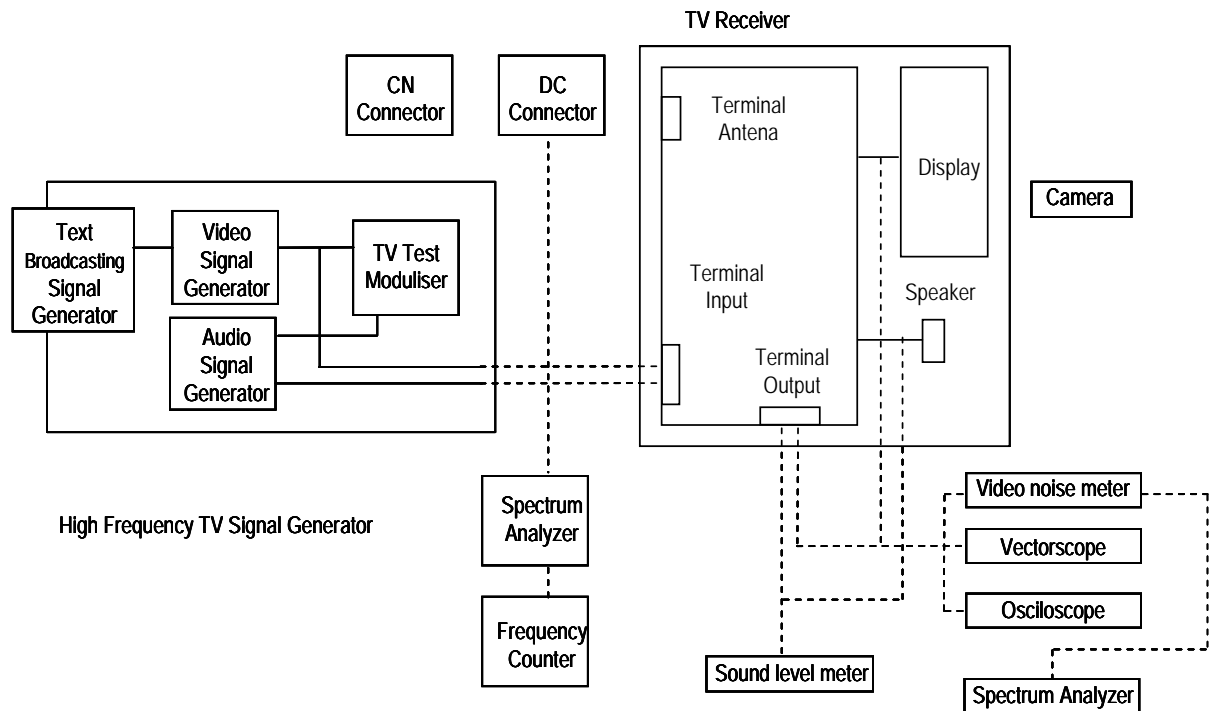 TV Receiver
CN
Connector
DC
Connector
Terminal
Antena
Display
Camera
Text
Broadcasting
Signal
Generator
Video
Signal
Generator
TV Test
Moduliser
Terminal
Input
Speaker
Audio
Signal
Generator
Terminal
Output
High Frequency TV Signal Generator
Spectrum
Analyzer
Video noise meter
Vectorscope
Osciloscope
Frequency
Counter
Sound level meter
Spectrum Analyzer